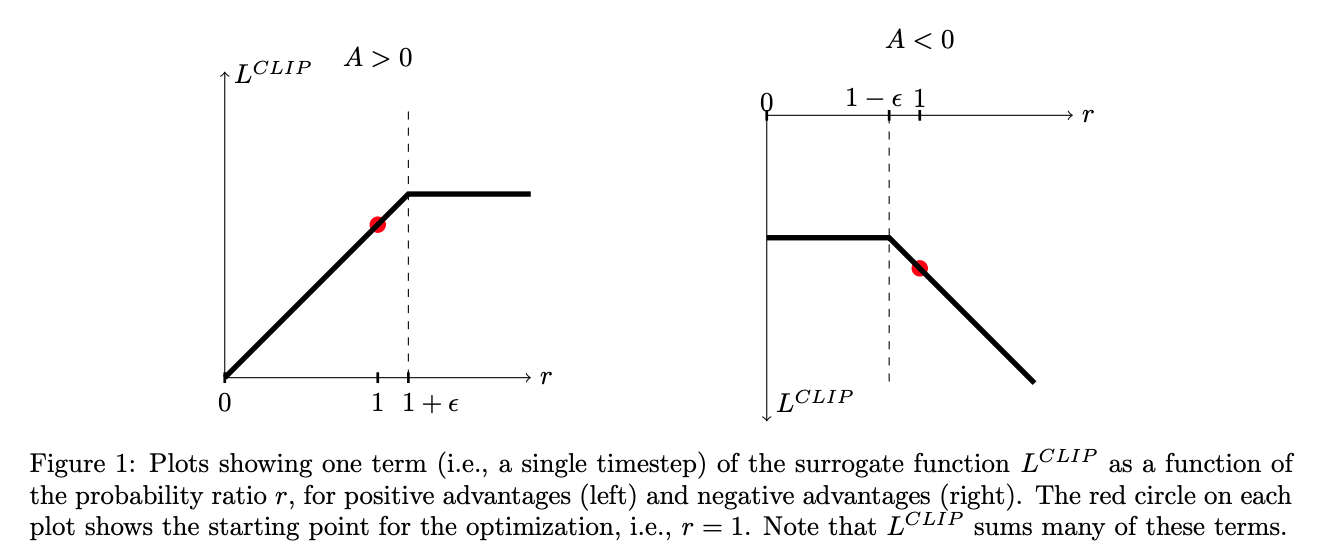 A > 0
L^{CLIP}
0
1
1 + ϵ
r
A < 0
0
1 − ϵ
1
r
L^{CLIP}
Figure 1: Plots showing one term (i.e., a single timestep) of the surrogate function L^{CLIP} as a function of
the probability ratio r, for positive advantages (left) and negative advantages (right). The red circle on each
plot shows the starting point for the optimization, i.e., r = 1. Note that L^{CLIP} sums many of these terms.